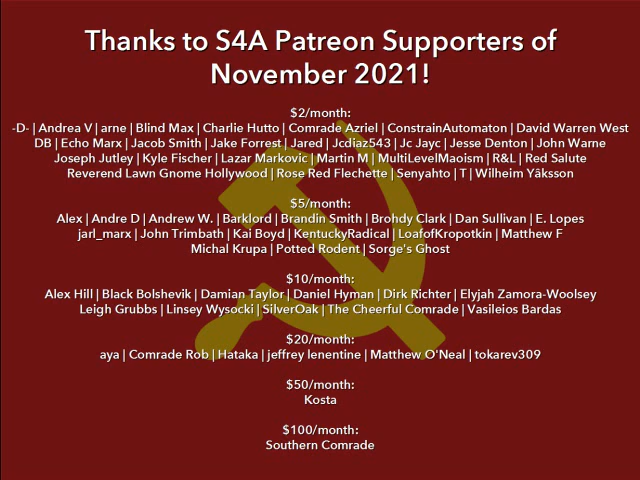 Thanks to S4A Patreon Supporters of
November 2021!
$2/month:
-D- | Andrea V | arne | Blind Max | Charlie Hutto | Comrade Azriel | ConstrainAutomaton | David Warren West
DB | Echo Marx | Jacob Smith | Jake Forrest | Jared | Jcdiaz543 | Jc Jayc | Jesse Denton | John Warne
Joseph Jutley | Kyle Fischer | Lazar Markovic | Martin M | MultiLevelMaoism | R&L | Red Salute
Reverend Lawn Gnome Hollywood | Rose Red Flechette | Senyahto | T | Wilheim Yâksson
$5/month:
Alex | Andre D | Andrew W. | Barklord | Brandin Smith | Brohdy Clark | Dan Sullivan | E. Lopes
jarl_marx | John Trimbath | Kai Boyd | KentuckyRadical | LoafofKropotkin | Matthew F
Michal Krupa | Potted Rodent | Sorge's Ghost
$10/month:
Alex Hill | Black Bolshevik | Damian Taylor | Daniel Hyman | Dirk Richter | Elyjah Zamora-Woolsey
Leigh Grubbs | Linsey Wysocki | SilverOak | The Cheerful Comrade | Vasileios Bardas
$20/month:
aya | Comrade Rob | Hataka | jeffrey lenentine | Matthew O'Neal | tokarev309
$50/month:
Kosta
$100/month:
Southern Comrade